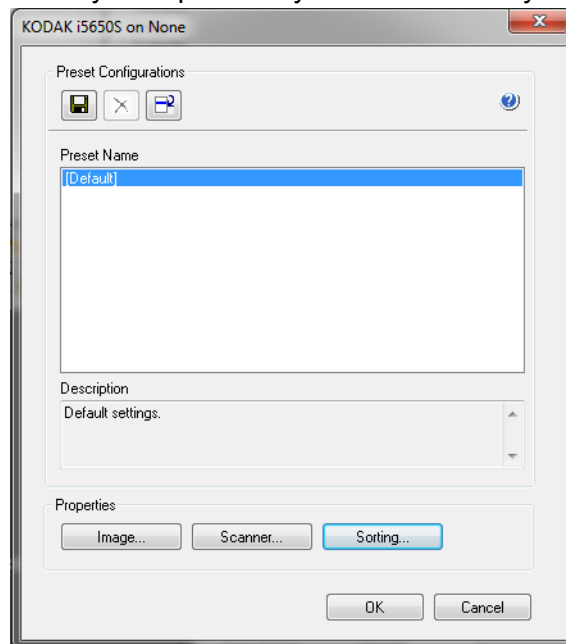 KODAK i5650S on None
Preset Configurations
Preset Name
[Default]
Description
Default settings.
Properties
Image... Scanner... Sorting...
OK Cancel